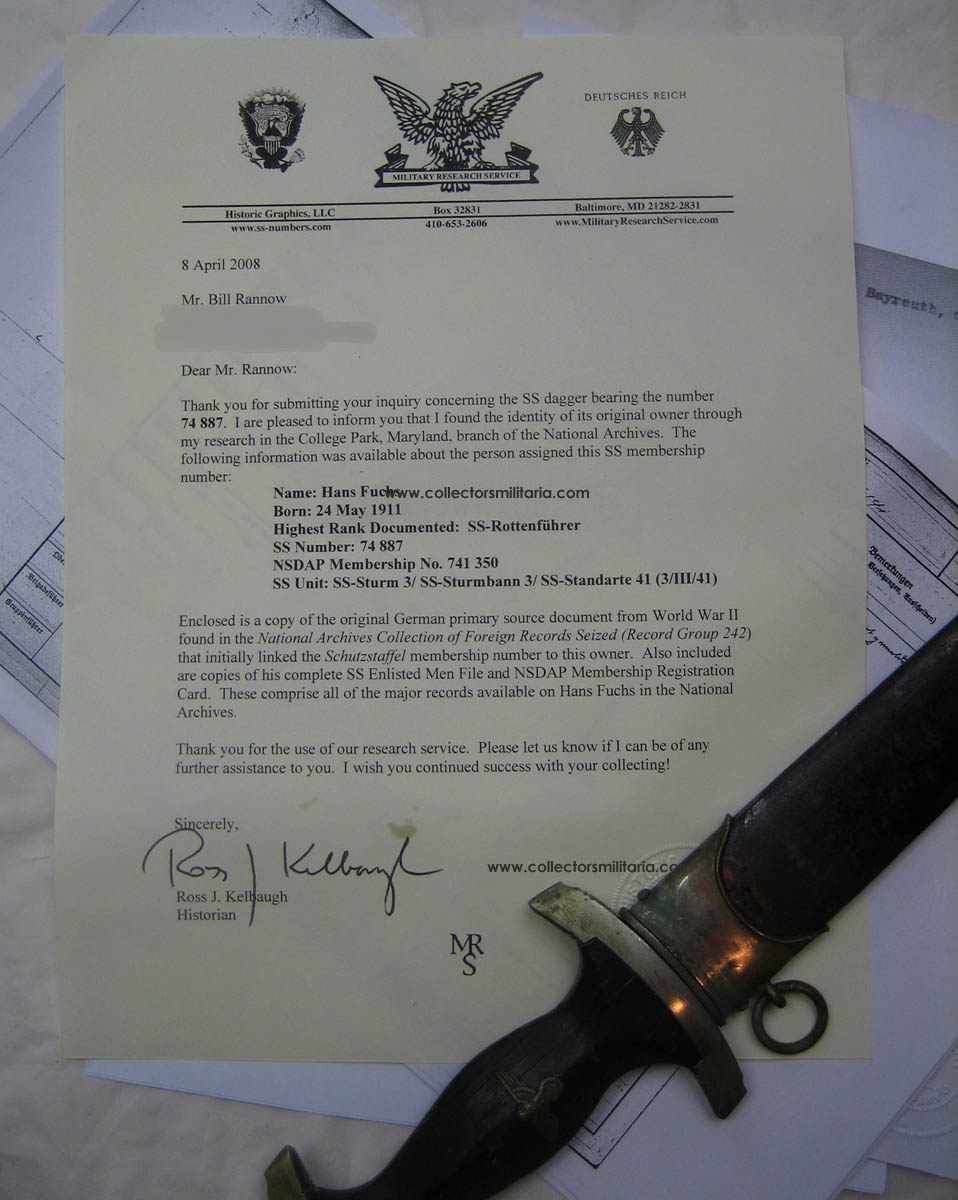 DEUTSCHES REICH
MILITARY RESEARCH SERVICE
Historic Graphics, LLC Box 32831 Baltimore, MD 21282-2831
www.ss-numbers.com 410-653-2606 www.MilitaryResearchService.com
8 April 2008
Mr. Bill Rannow
Dear Mr. Rannow:
Thank you for submitting your inquiry concerning the SS dagger bearing the number
74 887. I are pleased to inform you that I found the identity of its original owner through
my research in the College Park, Maryland, branch of the National Archives. The
following information was available about the person assigned this SS membership
number:
Name: Hans Fuchs
www.collectorsmilitaria.com
Born: 24 May 1911
Highest Rank Documented: SS-Rottenführer
SS Number: 74 887
NSDAP Membership No. 741 350
SS Unit: SS-Sturm 3/ SS-Sturmbann 3/ SS-Standarte 41 (3/III/41)
Enclosed is a copy of the original German primary source document from World War II
found in the National Archives Collection of Foreign Records Seized (Record Group 242)
that initially linked the Schutzstaffel membership number to this owner. Also included
are copies of his complete SS Enlisted Men File and NSDAP Membership Registration
Card. These comprise all of the major records available on Hans Fuchs in the National
Archives.
Thank you for the use of our research service. Please let us know if I can be of any
further assistance to you. I wish you continued success with your collecting!
Sincerely,
Ross J Kelbaugh
www.collectorsmilitaria.co
Ross J. Kelbaugh
Historian
MRS
Bayreuth,
Bemerkungen
Brigadeführer
Gruppenführer